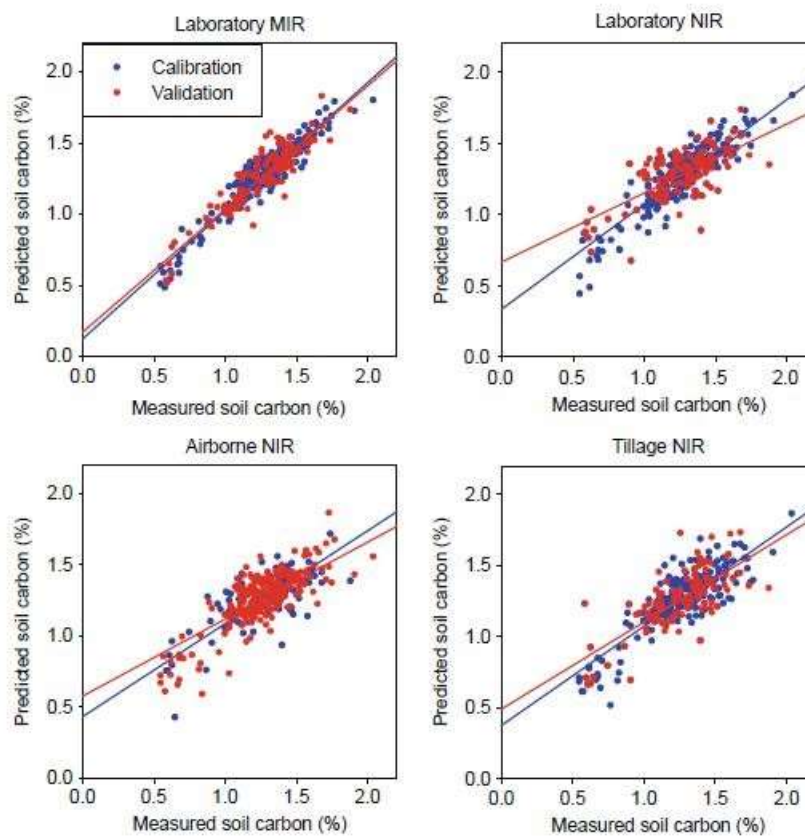 Laboratory MIR
Predicted soil carbon (%)
2.0
1.5
1.0
0.5
0.0
Calibration
Validation
0.0 0.5 1.0 1.5 2.0
Measured soil carbon (%)
Laboratory NIR
Predicted soil carbon (%)
2.0
1.5
1.0
0.5
0.0
0.0 0.5 1.0 1.5 2.0
Measured soil carbon (%)
Airborne NIR
Predicted soil carbon (%)
2.0
1.5
1.0
0.5
0.0
0.0 0.5 1.0 1.5 2.0
Measured soil carbon (%)
Tillage NIR
Predicted soil carbon (%)
2.0
1.5
1.0
0.5
0.0
0.0 0.5 1.0 1.5 2.0
Measured soil carbon (%)